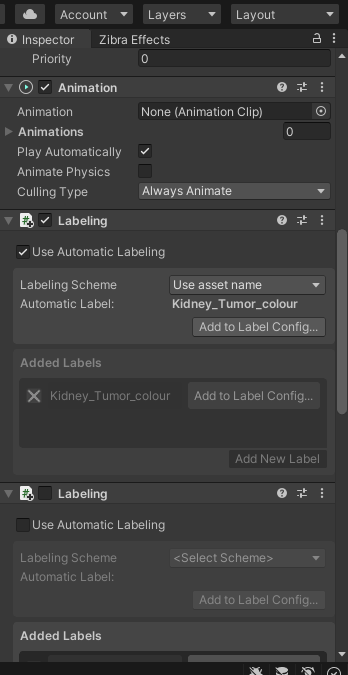 Account Layers Layout
Inspector Zibra Effects
Priority 0
Animation
Animation None (Animation Clip)
Animations 0
Play Automatically
Animate Physics
Culling Type Always Animate
Labeling
Use Automatic Labeling
Labeling Scheme Use asset name
Automatic Label: Kidney_Tumor_colour
Add to Label Config...
Added Labels
Kidney_Tumor_colour Add to Label Config...
Add New Label
Labeling
Use Automatic Labeling
Labeling Scheme <Select Scheme>
Automatic Label:
Add to Label Config...
Added Labels